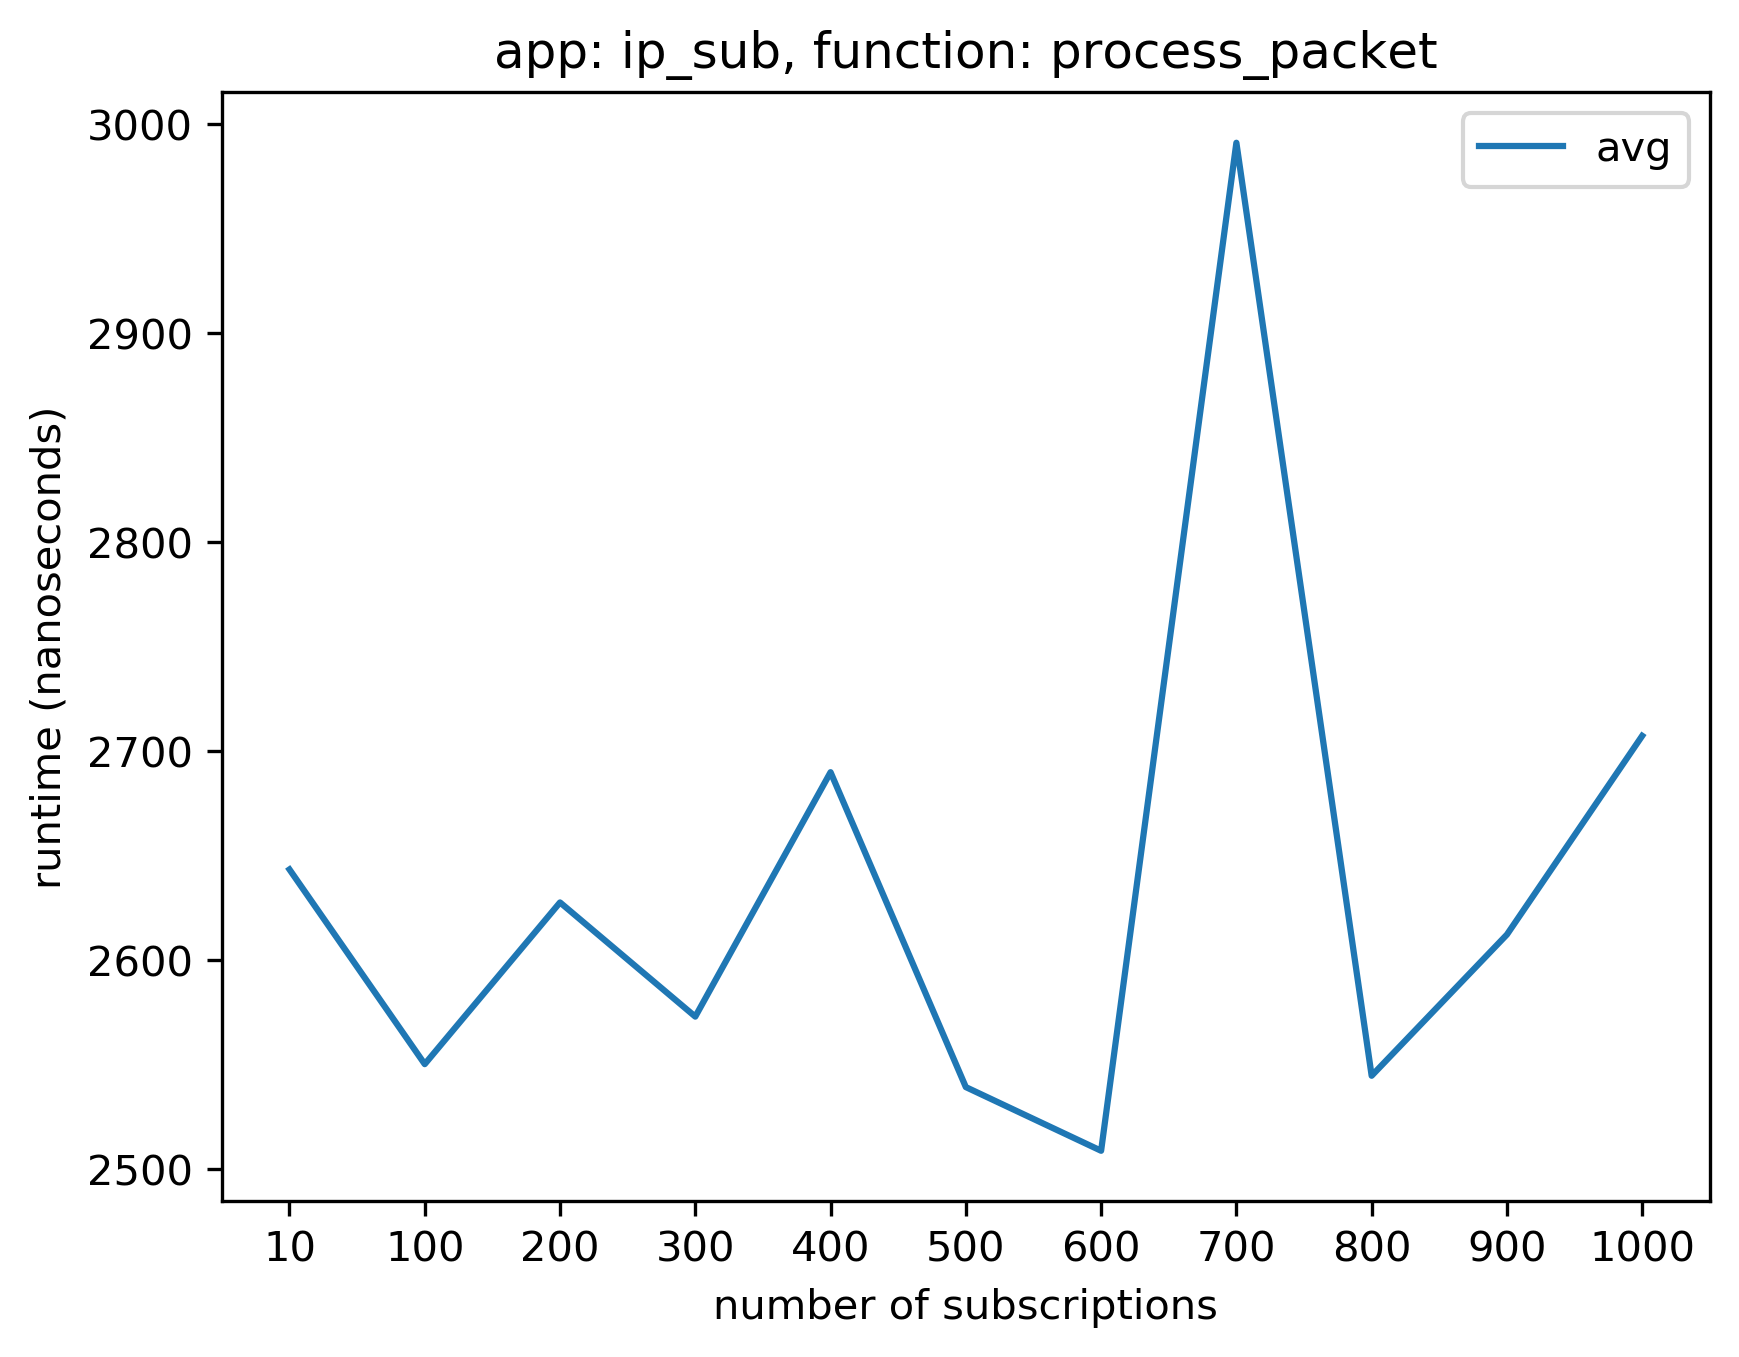 app: ip_sub, function: process_packet
avg
3000
2900
2800
2700
2600
2500
runtime (nanoseconds)
10 100 200 300 400 500 600 700 800 900 1000
number of subscriptions